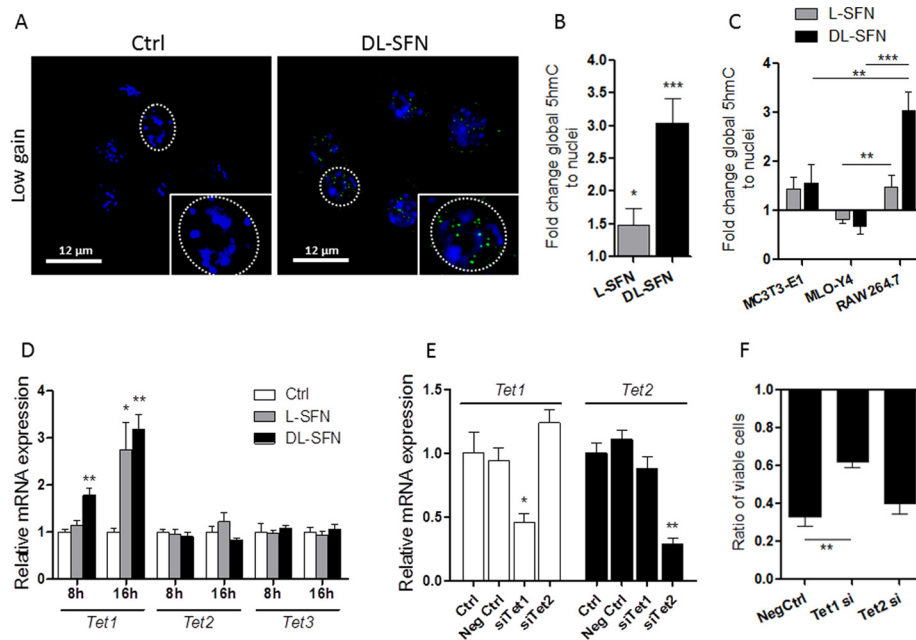 A
Ctrl
DL-SFN
Low gain
12 µm
12 µm
B
Fold change global 5hmC
to nuclei
3.5
3.0
2.5
2.0
1.5
1.0
*
***
L-SFN
DL-SFN
C
L-SFN
DL-SFN
Fold change global 5hmC
to nuclei
4
3
2
1
0
***
**
**
MC3T3-E1
MLO-Y4
RAW264.7
D
Relative mRNA expression
4
3
2
1
0
**
*
**
Ctrl
L-SFN
DL-SFN
8h 16h 8h 16h 8h 16h
Tet1 Tet2 Tet3
E
Relative mRNA expression
1.5
1.0
0.5
0.0
Tet1
Tet2
*
**
Ctrl
Neg Ctrl
siTet1
siTet2
Ctrl
Neg Ctrl
siTet1
siTet2
F
Ratio of viable cells
1.0
0.8
0.6
0.4
0.2
0.0
**
NegCtrl
Tet1 si
Tet2 si